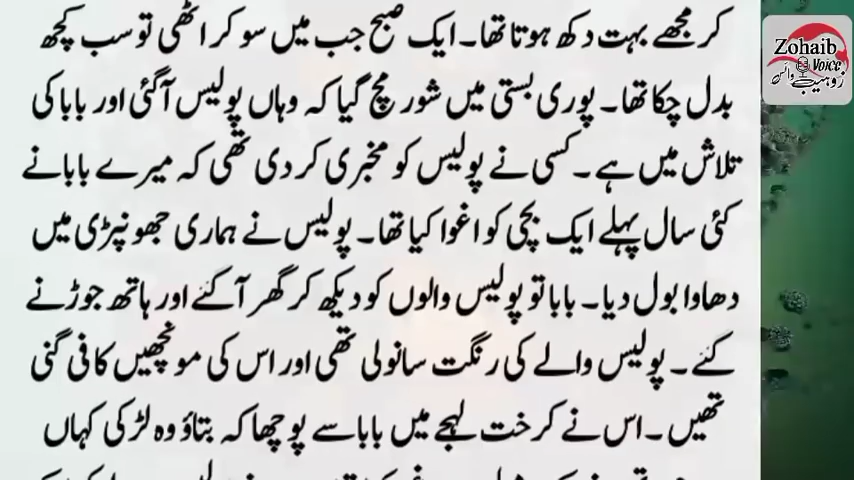 کر مجھے بہت دکھ ہوتا تھا۔ ایک صبح جب میں سو کر اٹھی تو سب کچھ
بدل چکا تھا۔ پوری بستی میں شور مچ گیا کہ وہاں پولیس آگئی اور بابا کی
تلاش میں ہے۔ کسی نے پولیس کو مخبری کر دی تھی کہ میرے بابا نے
کئی سال پہلے ایک بچی کو اغوا کیا تھا۔ پولیس نے ہماری جھونپڑی میں
دھاوا بول دیا۔ بابا تو پولیس والوں کو دیکھ کر گھر آگئے اور ہاتھ جوڑنے
گئے۔ پولیس والے کی رنگت سانولی تھی اور اس کی مونچھیں کافی گنی
تھیں۔ اس نے کرخت لہجے میں بابا سے پوچھا کہ بتاؤ وہ لڑکی کہاں
Zohaib
Voice
زوہیب وائس